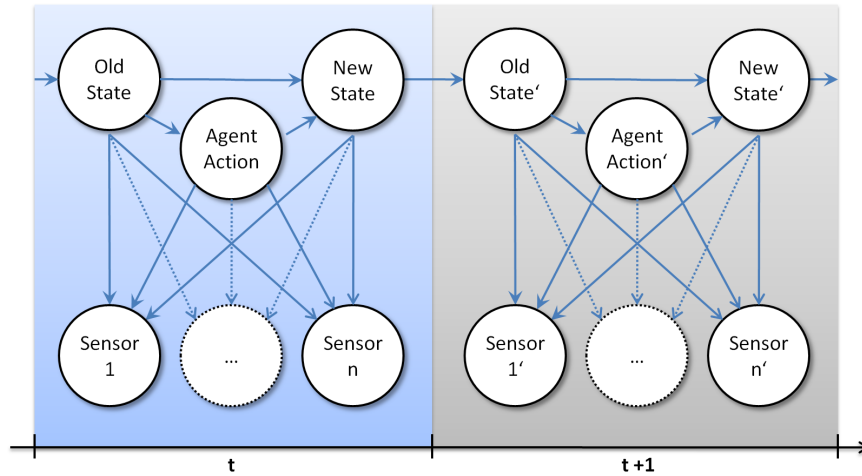 Old
State
New
State
Old
State‘
New
State‘
Agent
Action
Agent
Action‘
Sensor
1
...
Sensor
n
Sensor
1‘
...
Sensor
n‘
t
t +1